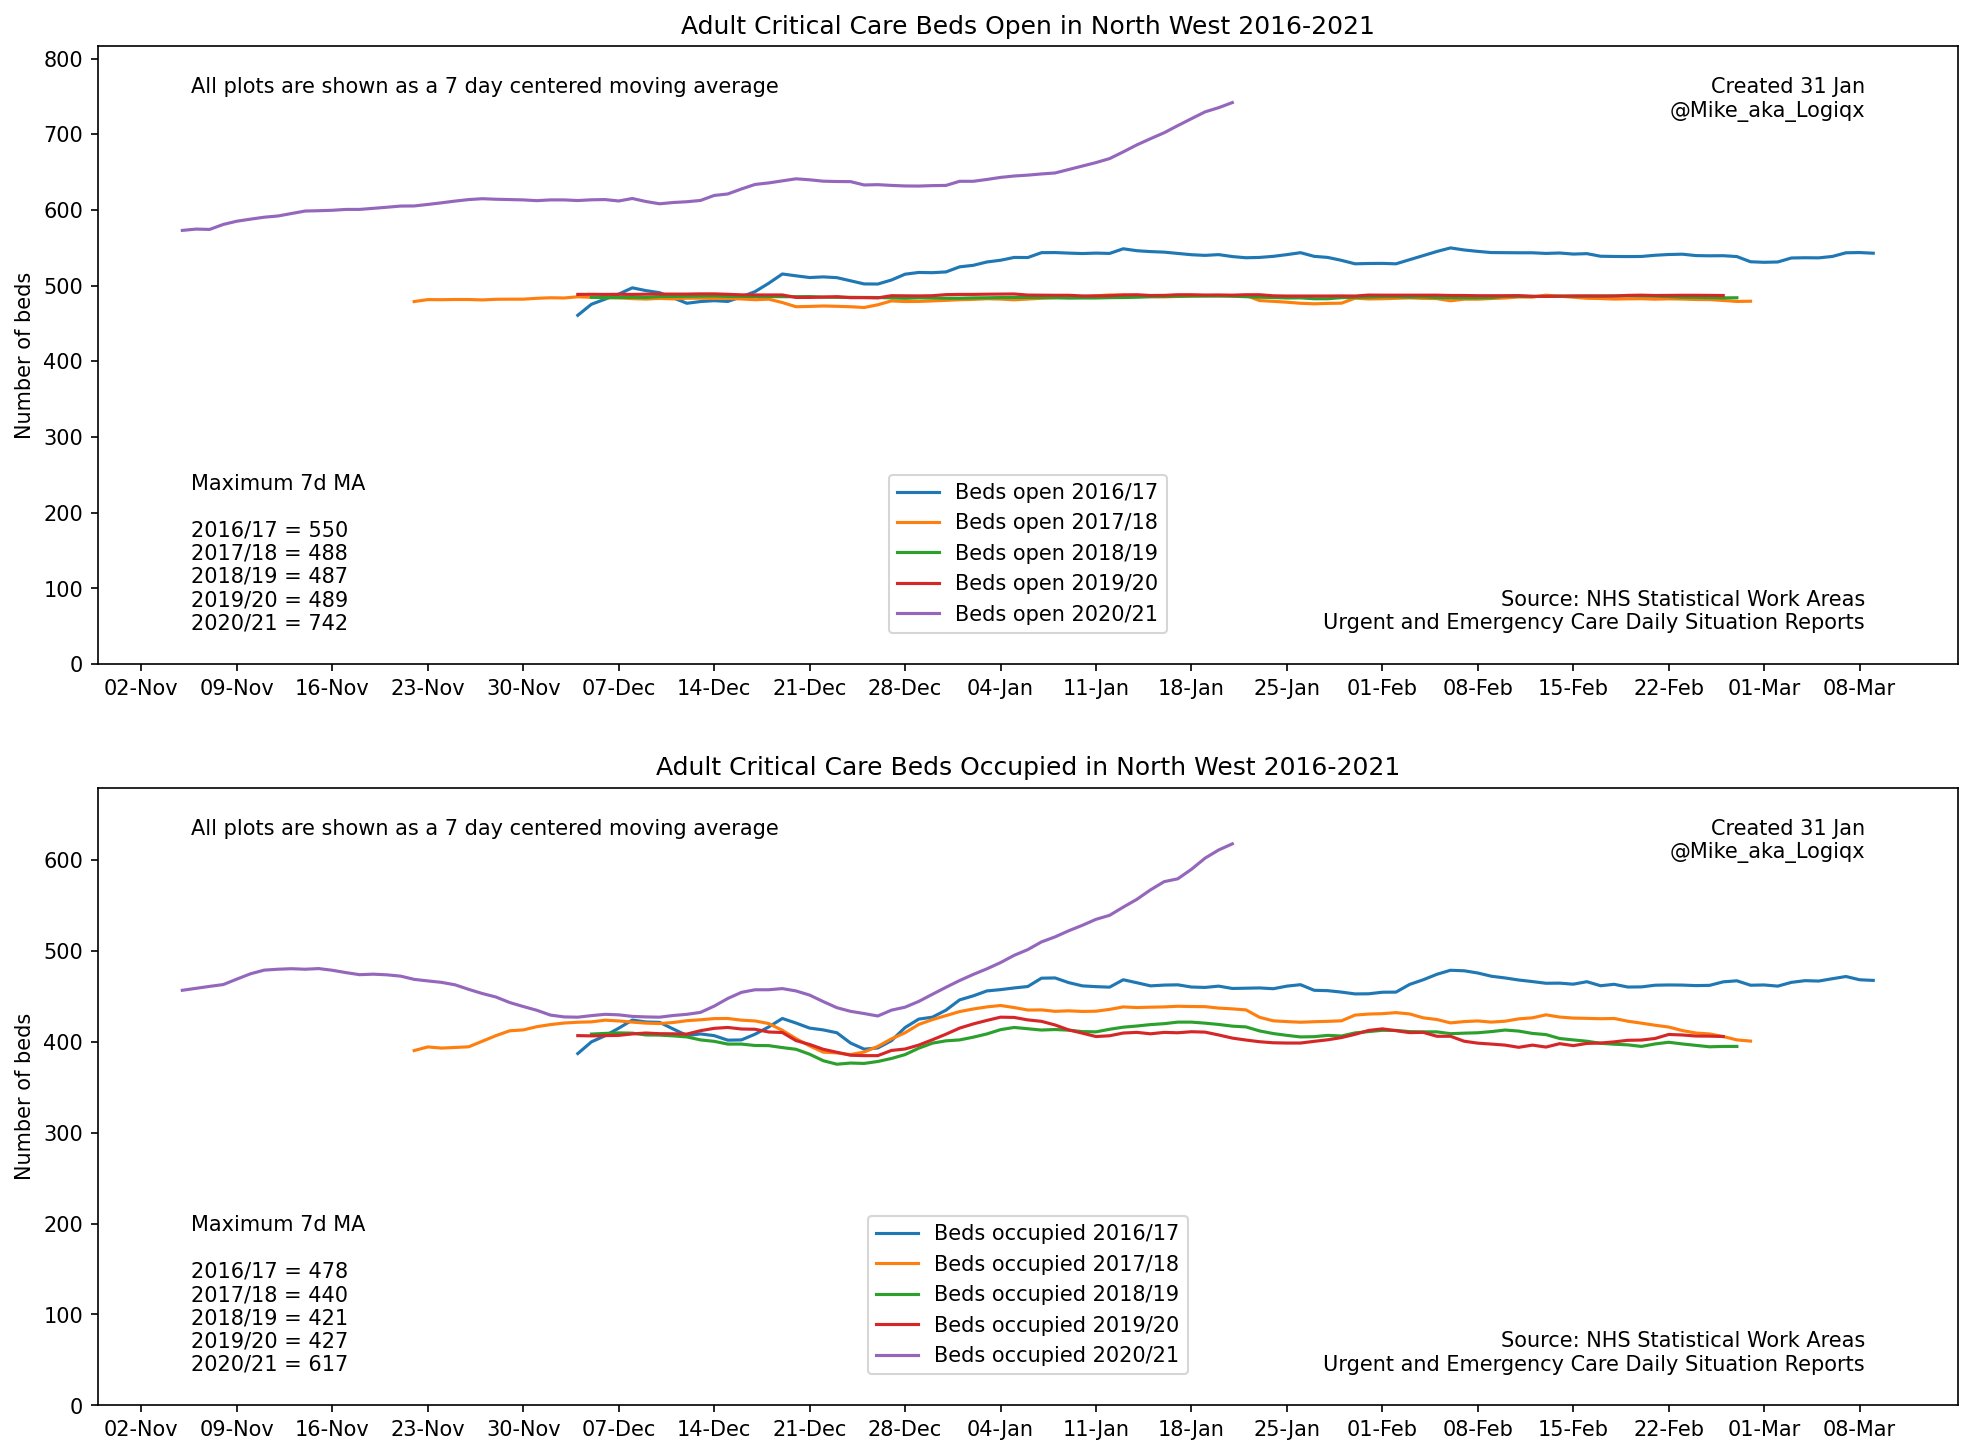 Adult Critical Care Beds Open in North West 2016-2021
All plots are shown as a 7 day centered moving average
Created 31 Jan
@Mike_aka_Logiqx
Number of beds
800
700
600
500
400
300
200
100
0
Maximum 7d MA
2016/17 = 550
2017/18 = 488
2018/19 = 487
2019/20 = 489
2020/21 = 742
Beds open 2016/17
Beds open 2017/18
Beds open 2018/19
Beds open 2019/20
Beds open 2020/21
Source: NHS Statistical Work Areas
Urgent and Emergency Care Daily Situation Reports
02-Nov 09-Nov 16-Nov 23-Nov 30-Nov 07-Dec 14-Dec 21-Dec 28-Dec 04-Jan 11-Jan 18-Jan 25-Jan 01-Feb 08-Feb 15-Feb 22-Feb 01-Mar 08-Mar
Adult Critical Care Beds Occupied in North West 2016-2021
All plots are shown as a 7 day centered moving average
Created 31 Jan
@Mike_aka_Logiqx
Number of beds
600
500
400
300
200
100
0
Maximum 7d MA
2016/17 = 478
2017/18 = 440
2018/19 = 421
2019/20 = 427
2020/21 = 617
Beds occupied 2016/17
Beds occupied 2017/18
Beds occupied 2018/19
Beds occupied 2019/20
Beds occupied 2020/21
Source: NHS Statistical Work Areas
Urgent and Emergency Care Daily Situation Reports
02-Nov 09-Nov 16-Nov 23-Nov 30-Nov 07-Dec 14-Dec 21-Dec 28-Dec 04-Jan 11-Jan 18-Jan 25-Jan 01-Feb 08-Feb 15-Feb 22-Feb 01-Mar 08-Mar